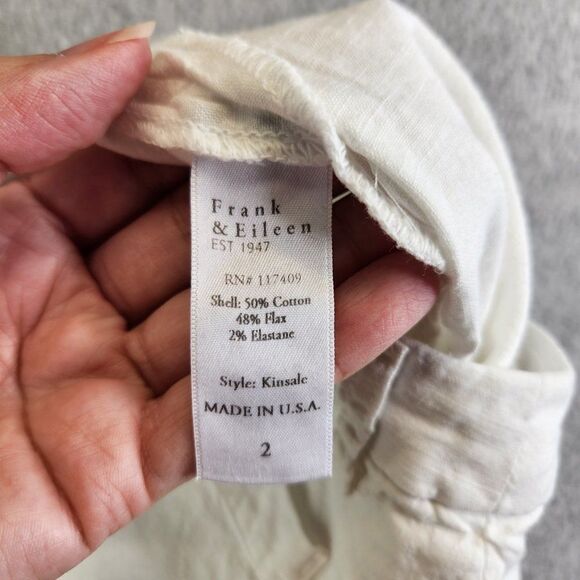 Frank
& Eileen
EST 1947
RN# 117409
Shell: 50% Cotton
48% Flax
2% Elastane
Style: Kinsale
MADE IN U.S.A.
2